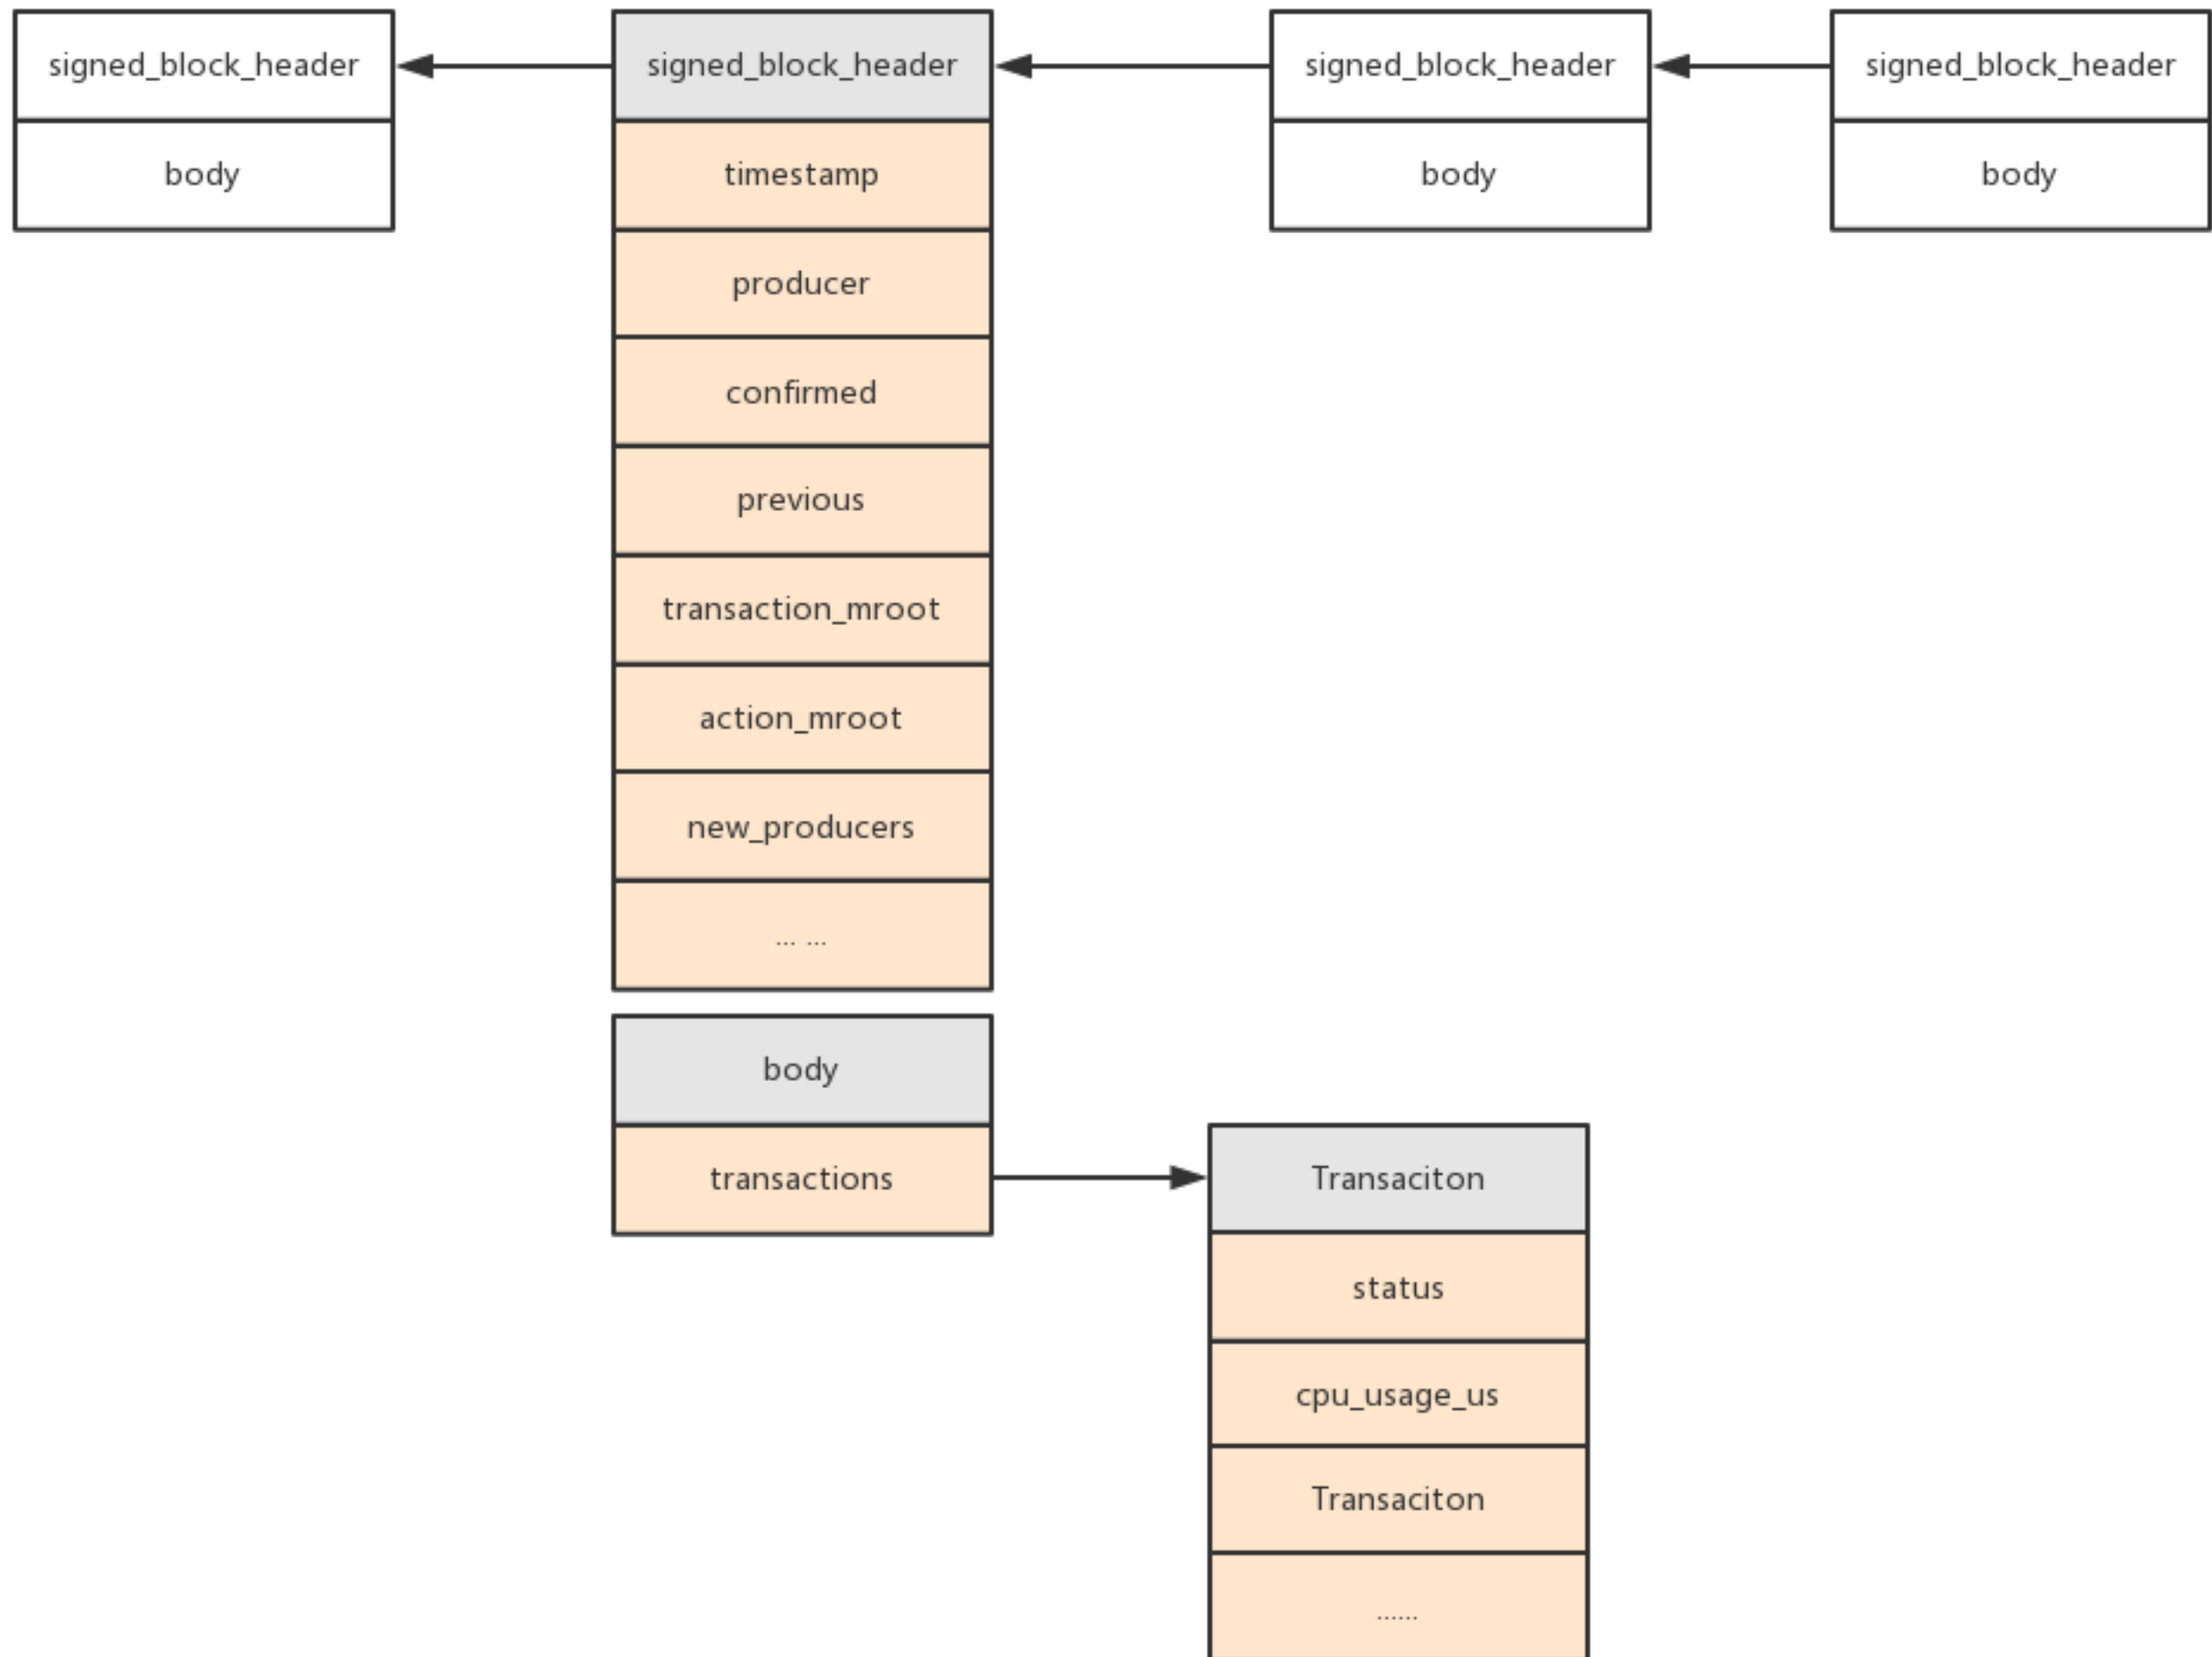 signed_block_header
signed_block_header
signed_block_header
signed_block_header
body
timestamp
body
body
producer
confirmed
previous
transaction_mroot
action_mroot
new_producers
... ...
body
transactions
Transaciton
status
cpu_usage_us
Transaciton
......